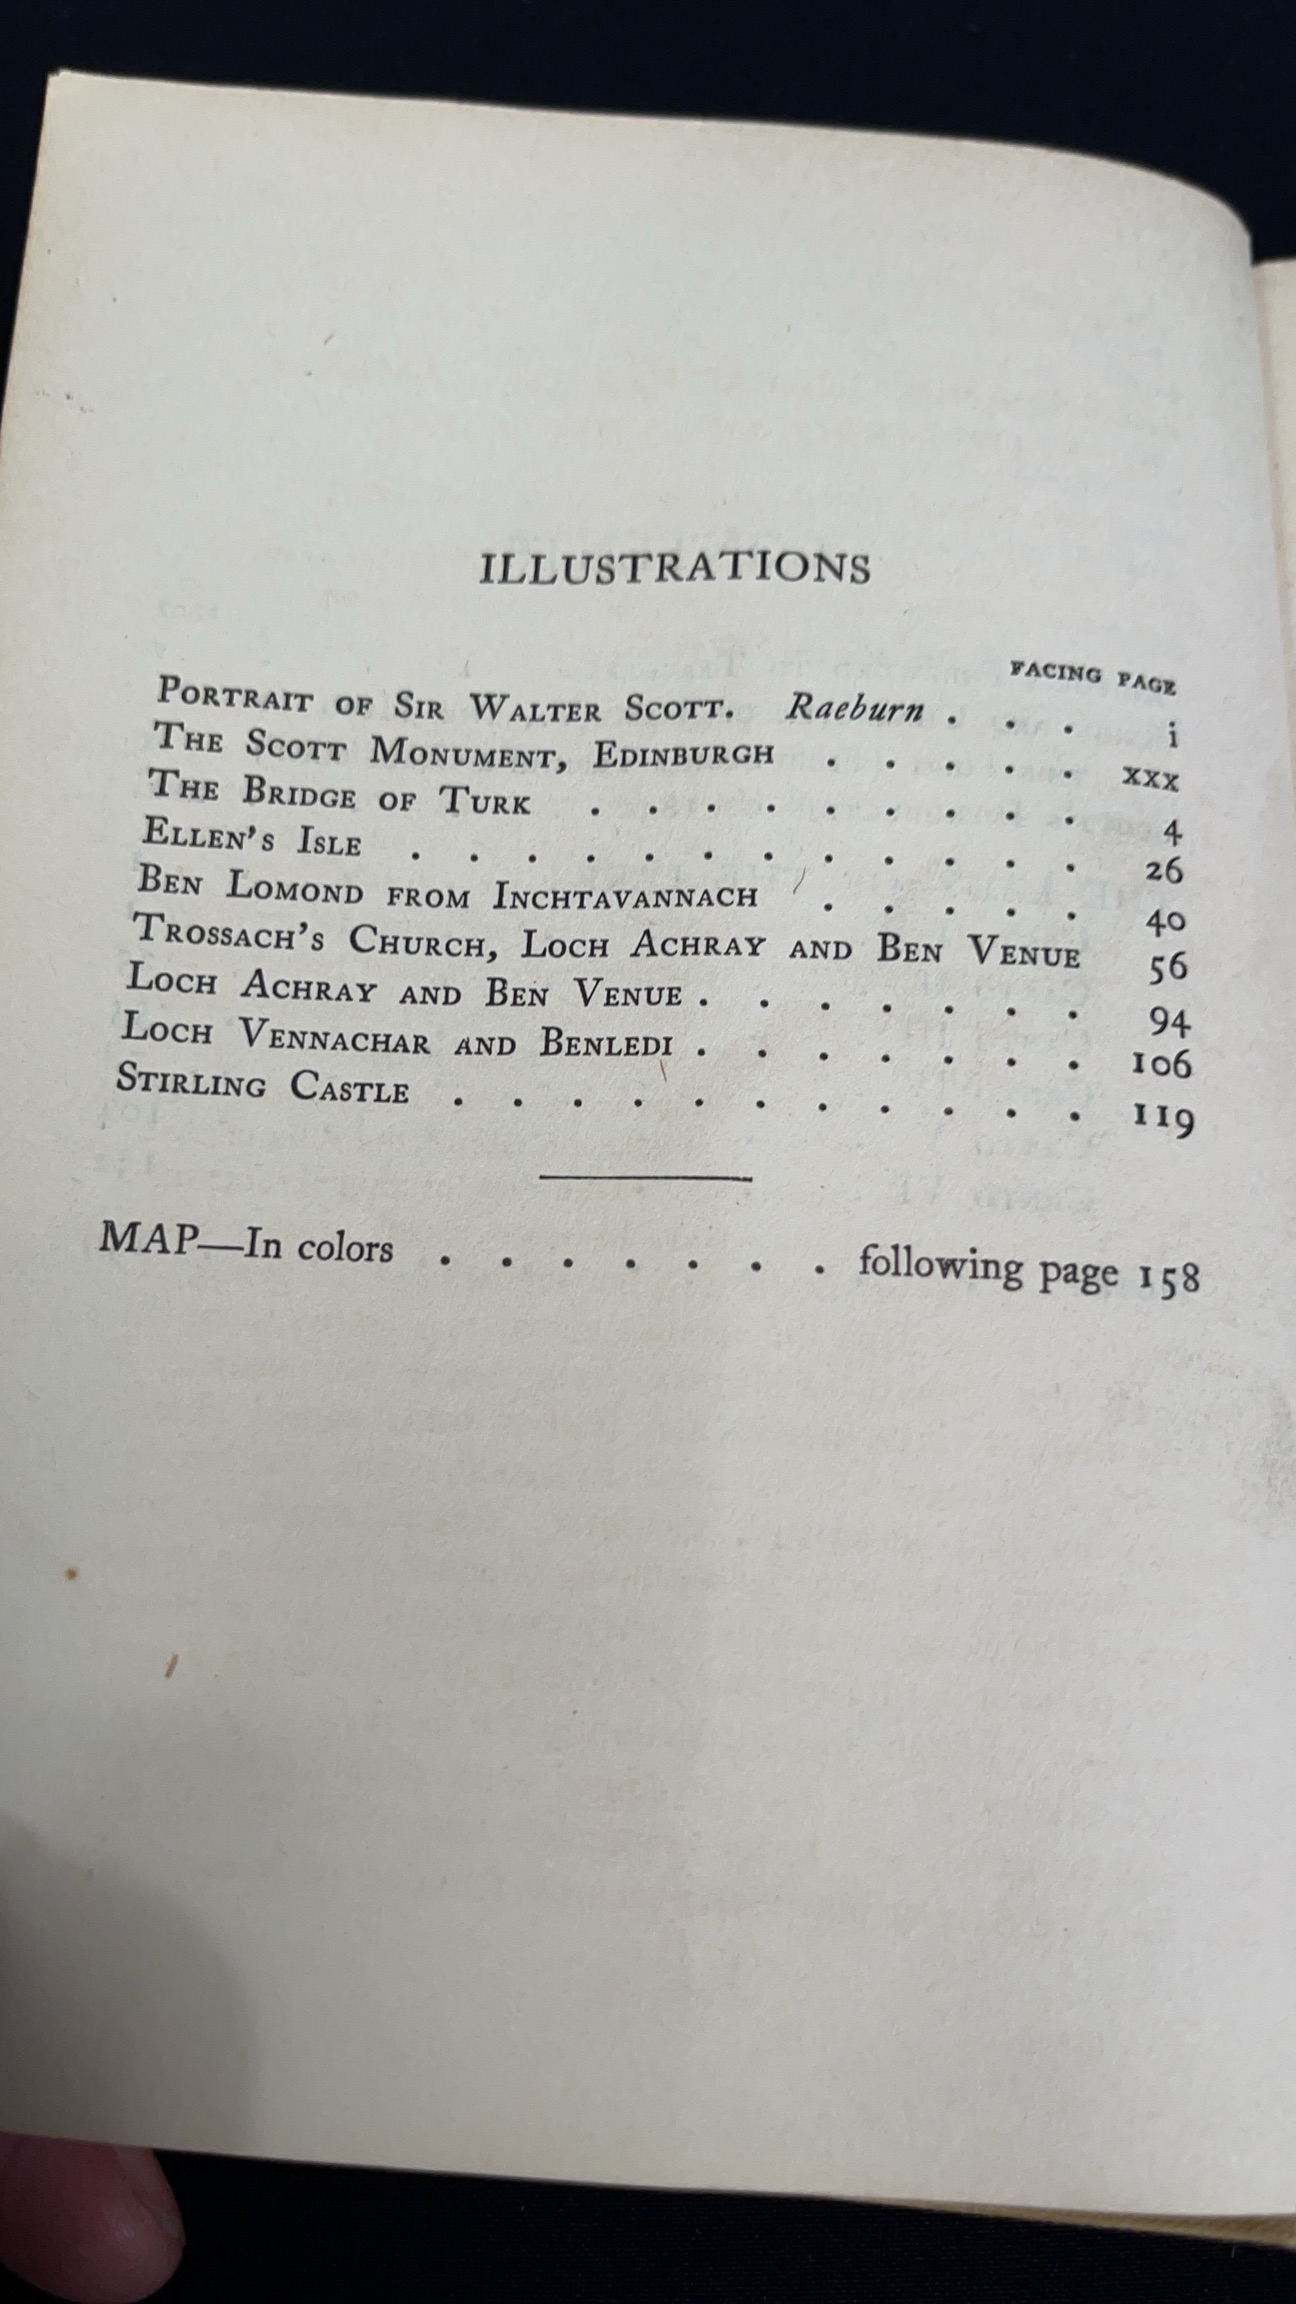 ILLUSTRATIONS
FACING PAGE
PORTRAIT OF SIR WALTER SCOTT. Raeburn . . . i
THE SCOTT MONUMENT, EDINBURGH . . . . . xxx
THE BRIDGE OF TURK . . . . . . . . . 4
ELLEN'S ISLE . . . . . . . . . . . . 26
BEN LOMOND FROM INCHTAVANNACH . . . . . 40
TROSSACH'S CHURCH, LOCH ACHRAY AND BEN VENUE 56
LOCH ACHRAY AND BEN VENUE . . . . . . . 94
LOCH VENNACHAR AND BENLEDI . . . . . . . 106
STIRLING CASTLE . . . . . . . . . . . 119
MAP—In colors . . . . . . . following page 158